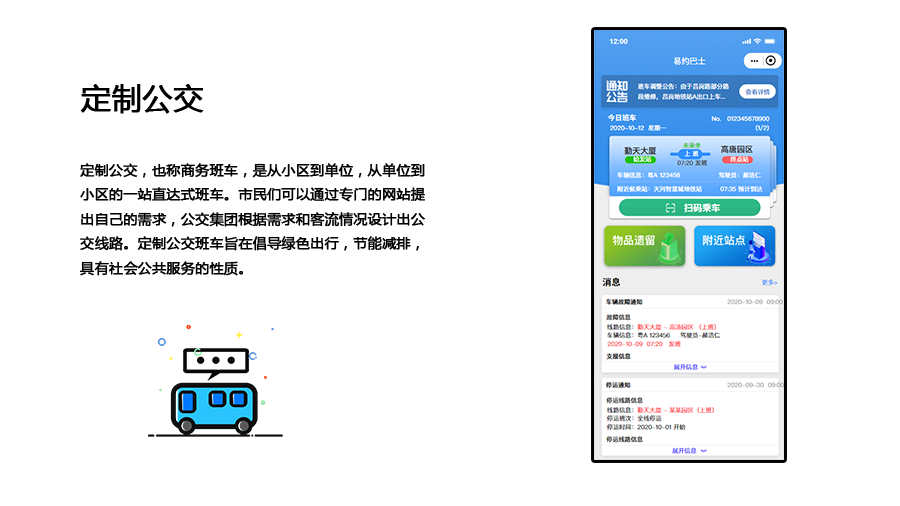 定制公交
定制公交，也称商务班车，是从小区到单位，从单位到
小区的一站直达式班车。市民们可以通过专门的网站提
出自己的需求，公交集团根据需求和客流情况设计出公
交线路。定制公交班车旨在倡导绿色出行，节能减排，
具有社会公共服务的性质。
12:00
易约巴士
通知
公告
班车调整公告：由于昌岗路部分路
段维修，昌岗地铁站A出口上车...
查看详情
今日班车
No. 012345678900
2020-10-12 星期一
(1/2)
勤天大厦
始发站
未乘坐
上 班
07:20 发班
高唐园区
终点站
车辆信息：粤A 123456
驾驶员：郝浩仁
附近候乘站：天河智慧城地铁站
07:35 预计到达
扫码乘车
物品遗留
附近站点
消息
更多>
车辆故障通知
2020-10-09 09:00
故障信息
线路信息：勤天大厦 - 高汤园区 （上班）
车辆信息：粤A 123456 驾驶员-郝浩仁
2020-10-09 07:20 发班
支援信息
展开信息
停运通知
2020-09-30 09:00
停运线路信息
线路信息：勤天大厦 - 某某园区（上班）
停运班次：全线停运
停运时间：2020-10-01 开始
停运线路信息
展开信息